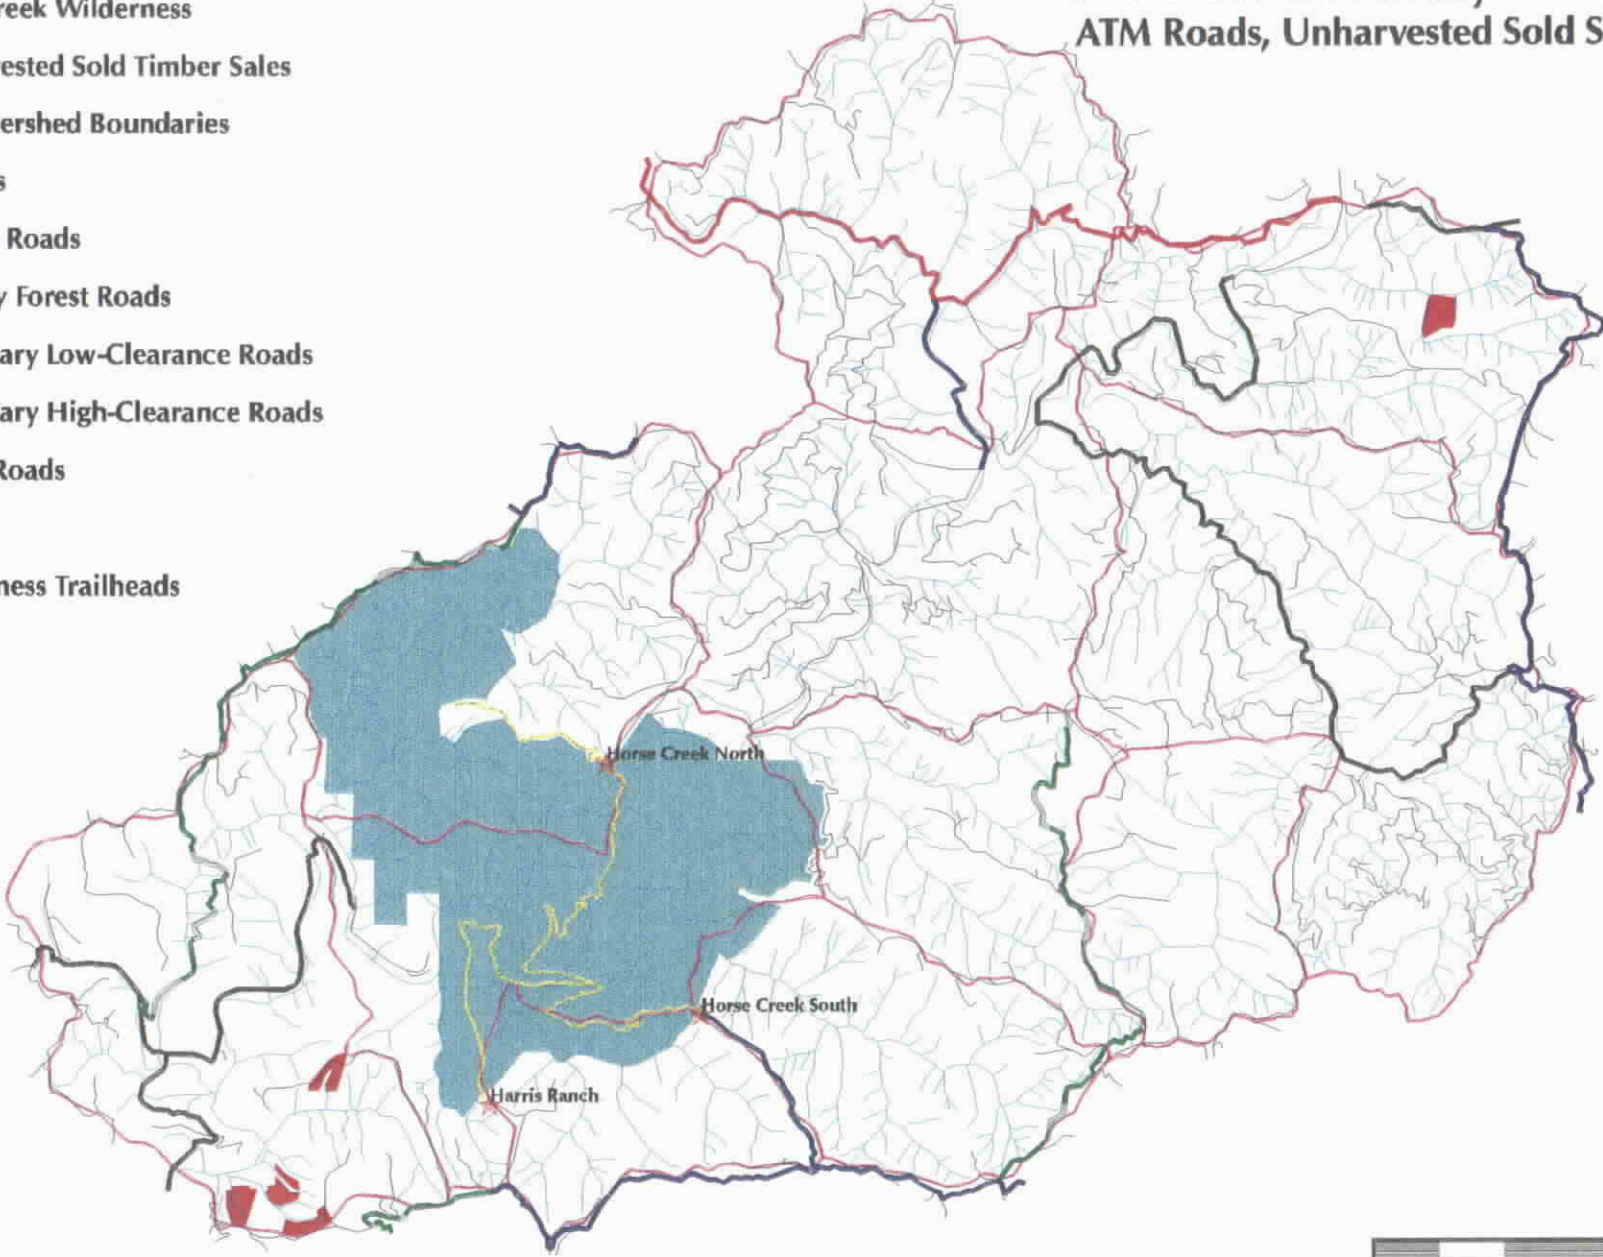 reek Wilderness
ested Sold Timber Sales
ershed Boundaries
s
Roads
y Forest Roads
ary Low-Clearance Roads
ary High-Clearance Roads
Roads
ness Trailheads
ATM Roads, Unharvested Sold S
Horse Creek North
Horse Creek South
Harris Ranch